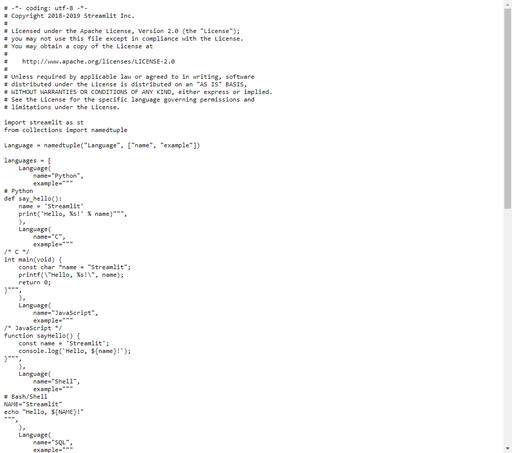 # -*- coding: utf-8 -*-
# Copyright 2018-2019 Streamlit Inc.
#
# Licensed under the Apache License, Version 2.0 (the "License");
# you may not use this file except in compliance with the License.
# You may obtain a copy of the License at
#
#    http://www.apache.org/licenses/LICENSE-2.0
#
# Unless required by applicable law or agreed to in writing, software
# distributed under the License is distributed on an "AS IS" BASIS,
# WITHOUT WARRANTIES OR CONDITIONS OF ANY KIND, either express or implied.
# See the License for the specific language governing permissions and
# limitations under the License.

import streamlit as st
from collections import namedtuple

Language = namedtuple("Language", ["name", "example"])

languages = [
    Language(
        name="Python",
        example="""
# Python
def say_hello():
    name = 'Streamlit'
    print('Hello, %s!' % name)""",
    ),
    Language(
        name="C",
        example="""
/* C */
int main(void) {
    const char *name = "Streamlit";
    printf(\"Hello, %s!\", name);
    return 0;
}""",
    ),
    Language(
        name="JavaScript",
        example="""
/* JavaScript */
function sayHello() {
    const name = 'Streamlit';
    console.log(`Hello, ${name}!`);
}""",
    ),
    Language(
        name="Shell",
        example="""
# Bash/Shell
NAME="Streamlit"
echo "Hello, ${NAME}!"
""",
    ),
    Language(
        name="SQL",
        example="""